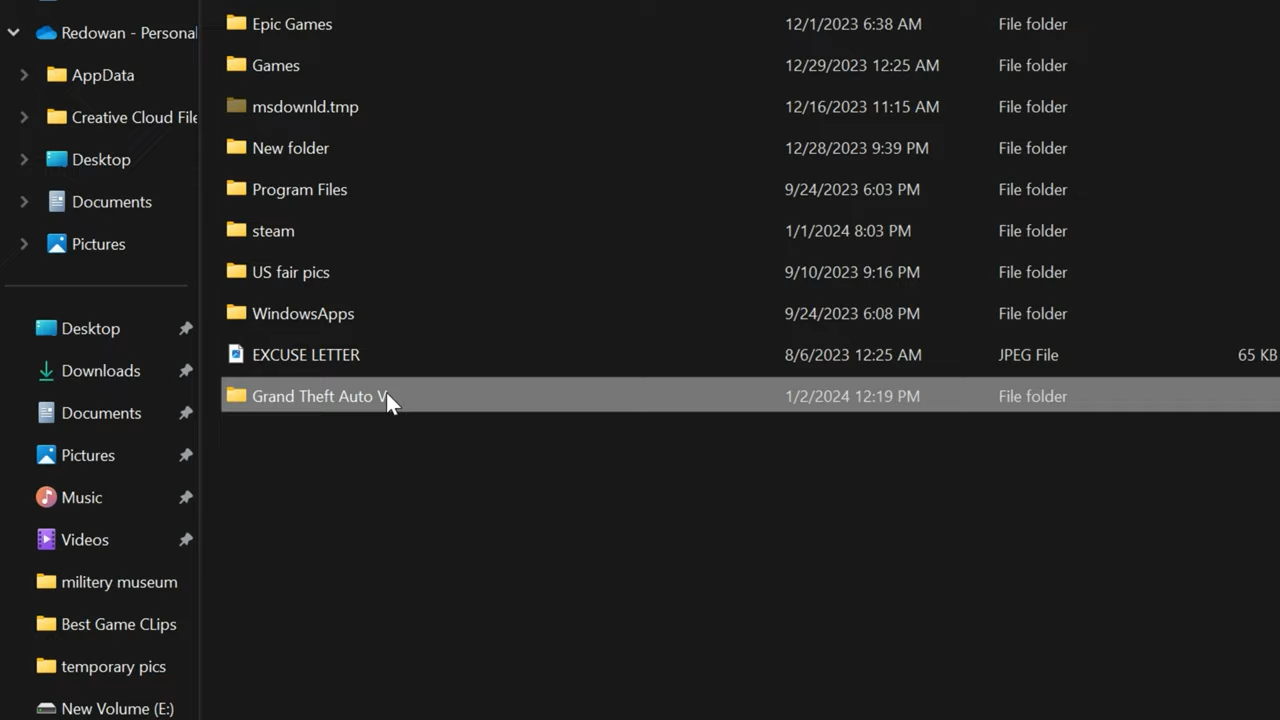 Redowan - Personal
AppData
Creative Cloud File
Desktop
Documents
Pictures
Desktop
Downloads
Documents
Pictures
Music
Videos
militery museum
Best Game CLips
temporary pics
New Volume (E:)
Epic Games 12/1/2023 6:38 AM File folder
Games 12/29/2023 12:25 AM File folder
msdownld.tmp 12/16/2023 11:15 AM File folder
New folder 12/28/2023 9:39 PM File folder
Program Files 9/24/2023 6:03 PM File folder
steam 1/1/2024 8:03 PM File folder
US fair pics 9/10/2023 9:16 PM File folder
WindowsApps 9/24/2023 6:08 PM File folder
EXCUSE LETTER 8/6/2023 12:25 AM JPEG File 65 KB
Grand Theft Auto V 1/2/2024 12:19 PM File folder